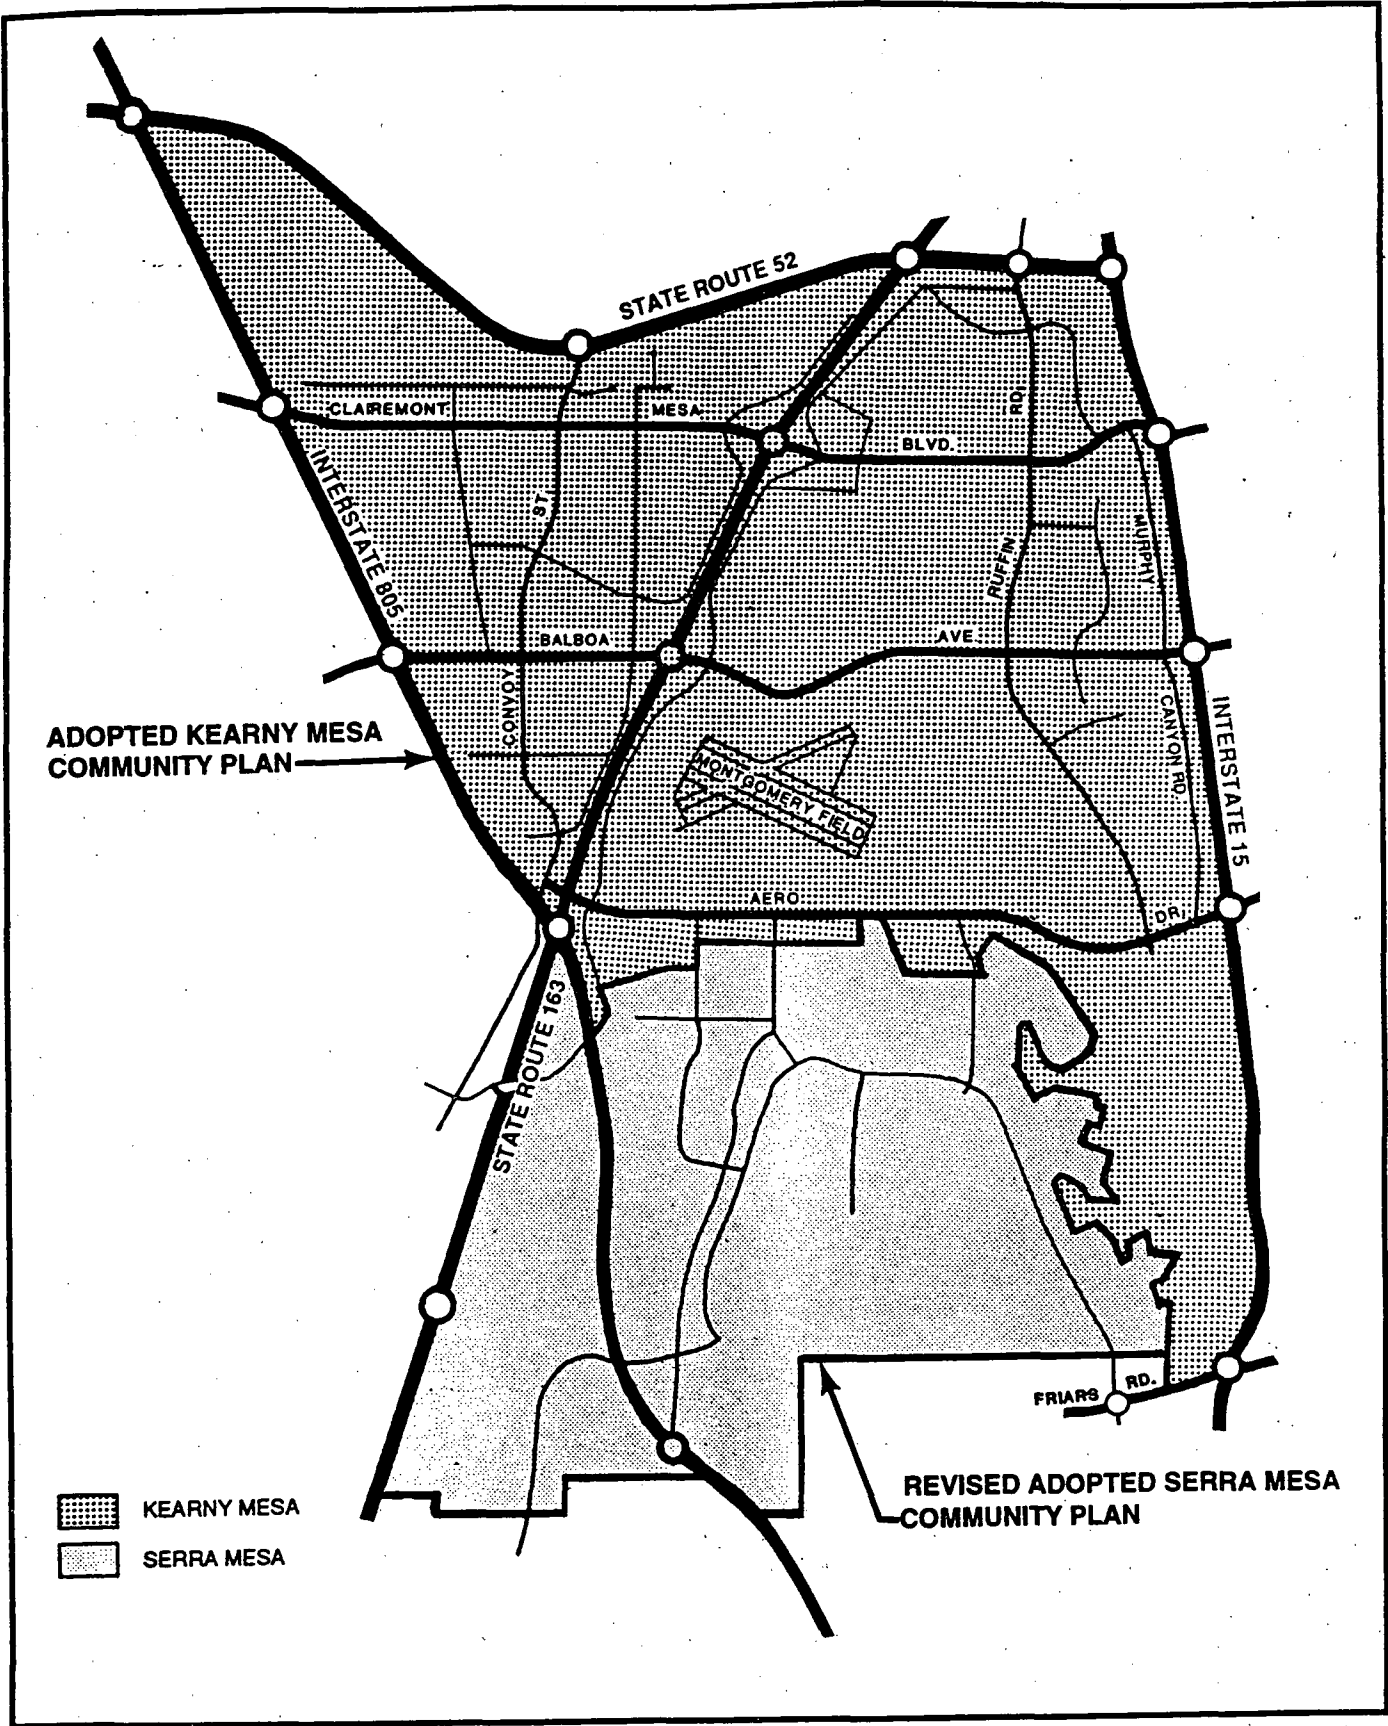 STATE ROUTE 52
CLAIREMONT
MESA
BLVD.
RD.
INTERSTATE 805
ST.
RUFFIN
MURPHY
BALBOA
AVE.
CONVOY
CANYON RD.
INTERSTATE 15
ADOPTED KEARNY MESA
COMMUNITY PLAN
MONTGOMERY FIELD
AERO
DR.
STATE ROUTE 163
FRIARS
RD.
REVISED ADOPTED SERRA MESA
COMMUNITY PLAN
KEARNY MESA
SERRA MESA